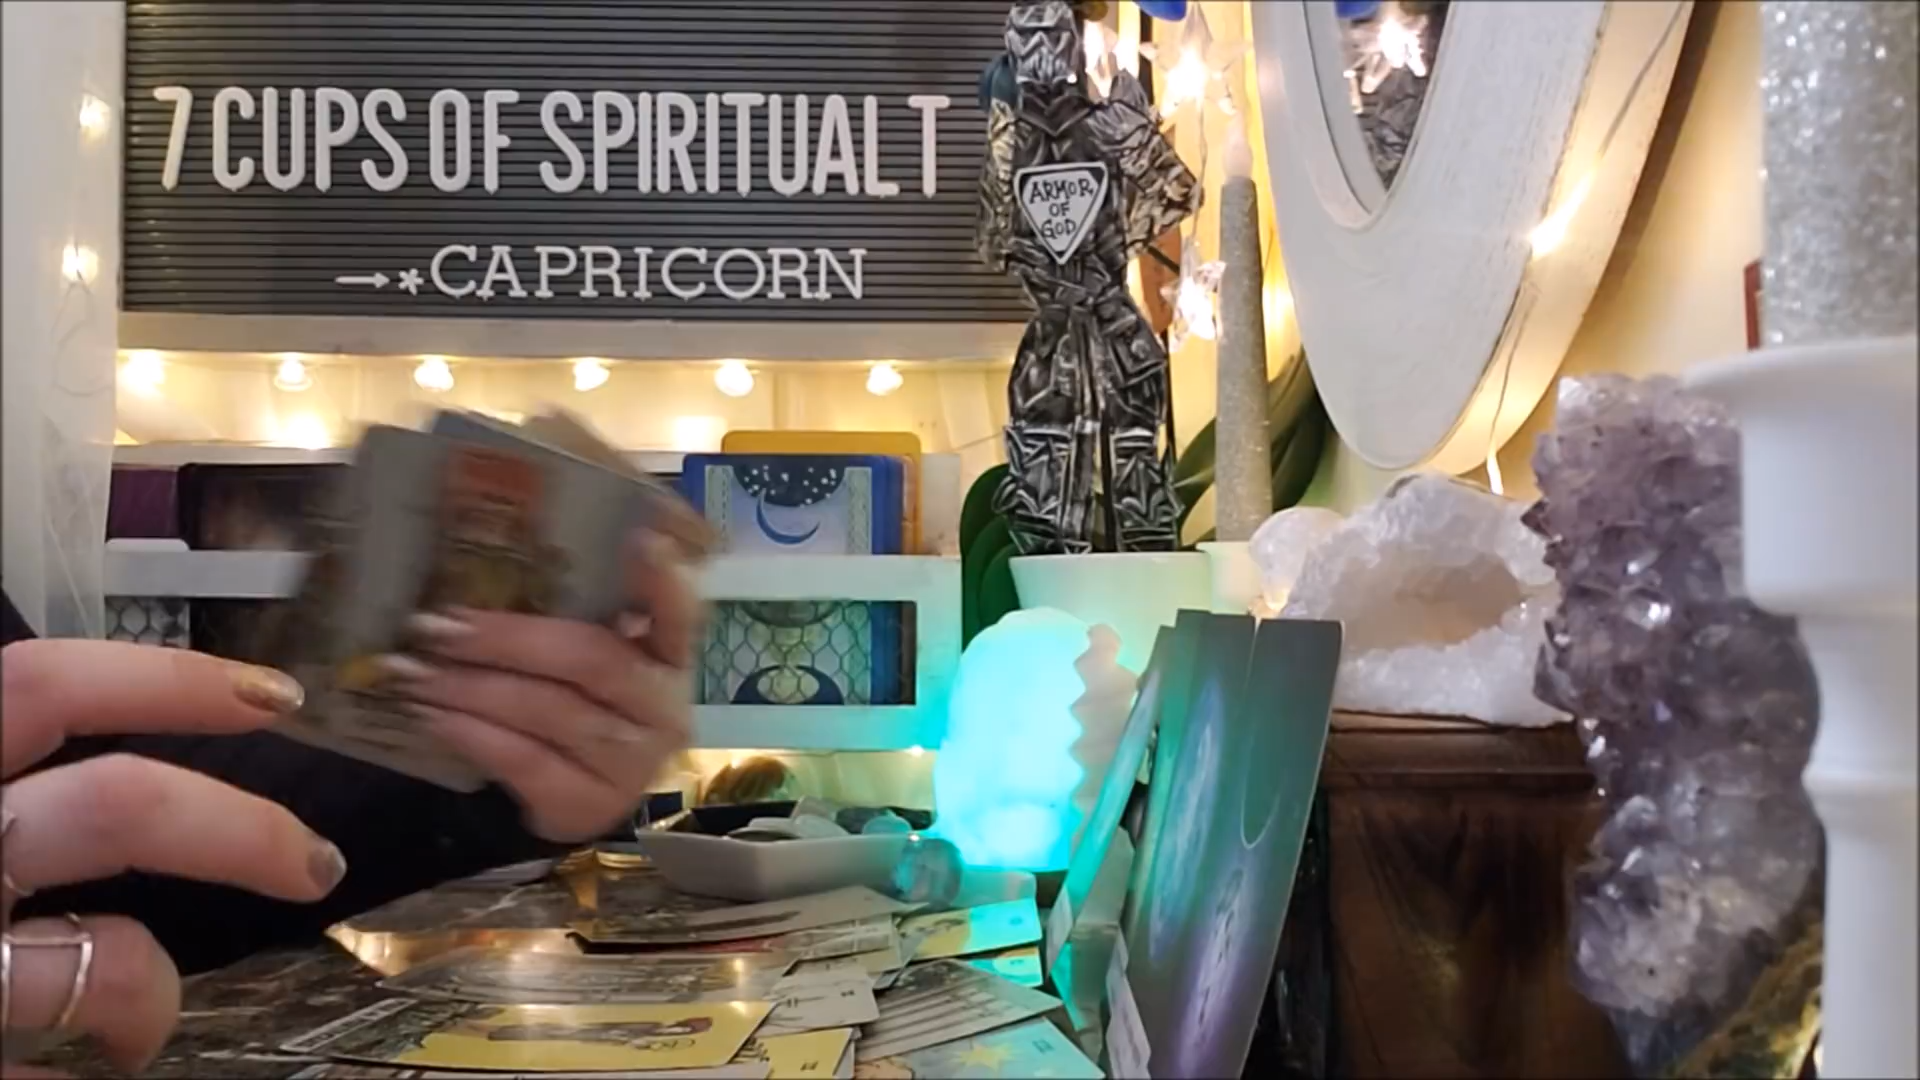 7 CUPS OF SPIRITUAL T
→*CAPRICORN
ARMOR
OF
GOD